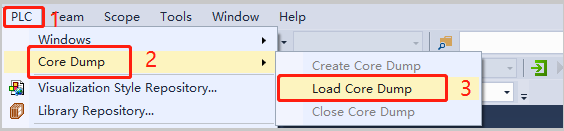 PLC 1 Team Scope Tools Window Help
Windows
Core Dump 2
Create Core Dump
Visualization Style Repository...
Load Core Dump 3
Library Repository...
Close Core Dump